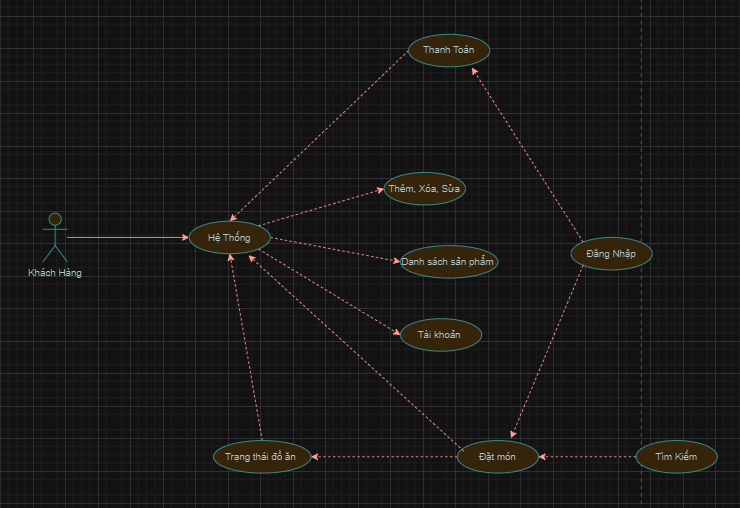 Thanh Toán
Thêm, Xóa, Sửa
Hệ Thống
Đăng Nhập
Danh sách sản phẩm
Khách Hàng
Tài khoản
Trạng thái đồ ăn
Đặt món
Tìm Kiếm